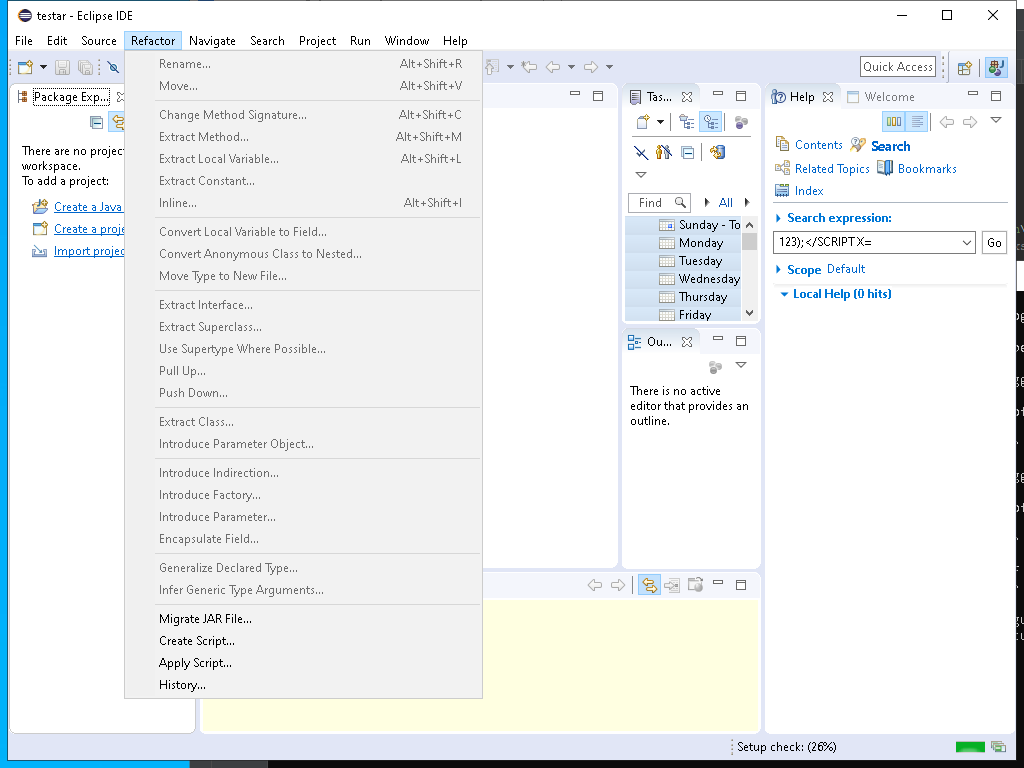 testar - Eclipse IDE
File Edit Source Refactor Navigate Search Project Run Window Help
Quick Access
Rename... Alt+Shift+R
Move... Alt+Shift+V
Change Method Signature... Alt+Shift+C
Extract Method... Alt+Shift+M
Extract Local Variable... Alt+Shift+L
Extract Constant...
Inline... Alt+Shift+I
Convert Local Variable to Field...
Convert Anonymous Class to Nested...
Move Type to New File...
Extract Interface...
Extract Superclass...
Use Supertype Where Possible...
Pull Up...
Push Down...
Extract Class...
Introduce Parameter Object...
Introduce Indirection...
Introduce Factory...
Introduce Parameter...
Encapsulate Field...
Generalize Declared Type...
Infer Generic Type Arguments...
Migrate JAR File...
Create Script...
Apply Script...
History...
Package Exp...
There are no projec
workspace.
To add a project:
Create a Java
Create a proje
Import projec
Tas...
Find All
Sunday - To
Monday
Tuesday
Wednesday
Thursday
Friday
Ou...
There is no active
editor that provides an
outline.
Help Welcome
Contents Search
Related Topics Bookmarks
Index
Search expression:
123);</SCRIPT X= Go
Scope Default
Local Help (0 hits)
Setup check: (26%)